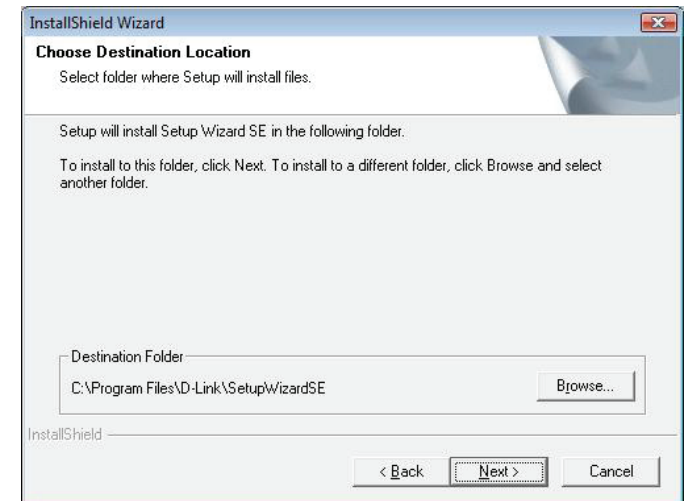 InstallShield Wizard
Choose Destination Location
Select folder where Setup will install files.
Setup will install Setup Wizard SE in the following folder.
To install to this folder, click Next. To install to a different folder, click Browse and select
another folder.
Destination Folder
C:\Program Files\D-Link\SetupWizardSE
Browse...
InstallShield
< Back
Next >
Cancel